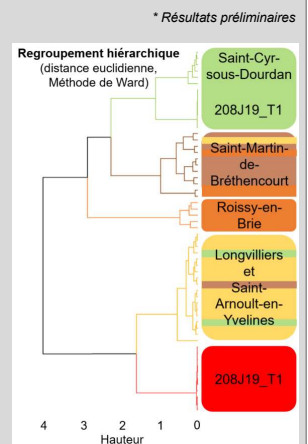 * Résultats préliminaires
Regroupement hiérarchique
(distance euclidienne,
Méthode de Ward)
Saint-Cyr-
sous-Dourdan
208J19_T1
Saint-Martin-
de-
Bréthencourt
Roissy-en-
Brie
Longvilliers
et
Saint-
Arnoult-en-
Yvelines
208J19_T1
4 3 2 1 0
Hauteur